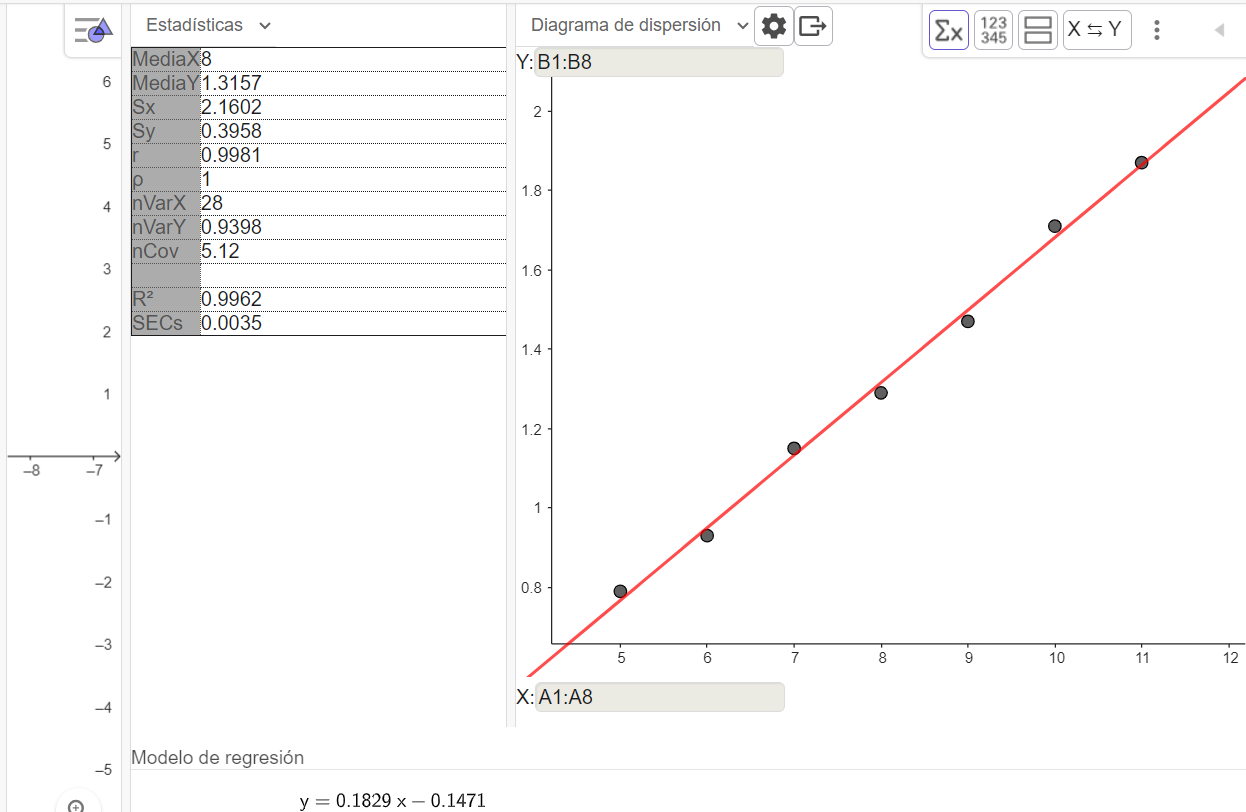 Estadísticas
MediaX 8
MediaY 1.3157
Sx 2.1602
Sy 0.3958
r 0.9981
ρ 1
nVarX 28
nVarY 0.9398
nCov 5.12
R² 0.9962
SECs 0.0035
6
5
4
3
2
1
–8 –7
–1
–2
–3
–4
–5
Diagrama de dispersión
Σx
123
345
X ⇆ Y
Y: B1:B8
2
1.8
1.6
1.4
1.2
1
0.8
5 6 7 8 9 10 11 12
X: A1:A8
Modelo de regresión
y = 0.1829 x – 0.1471